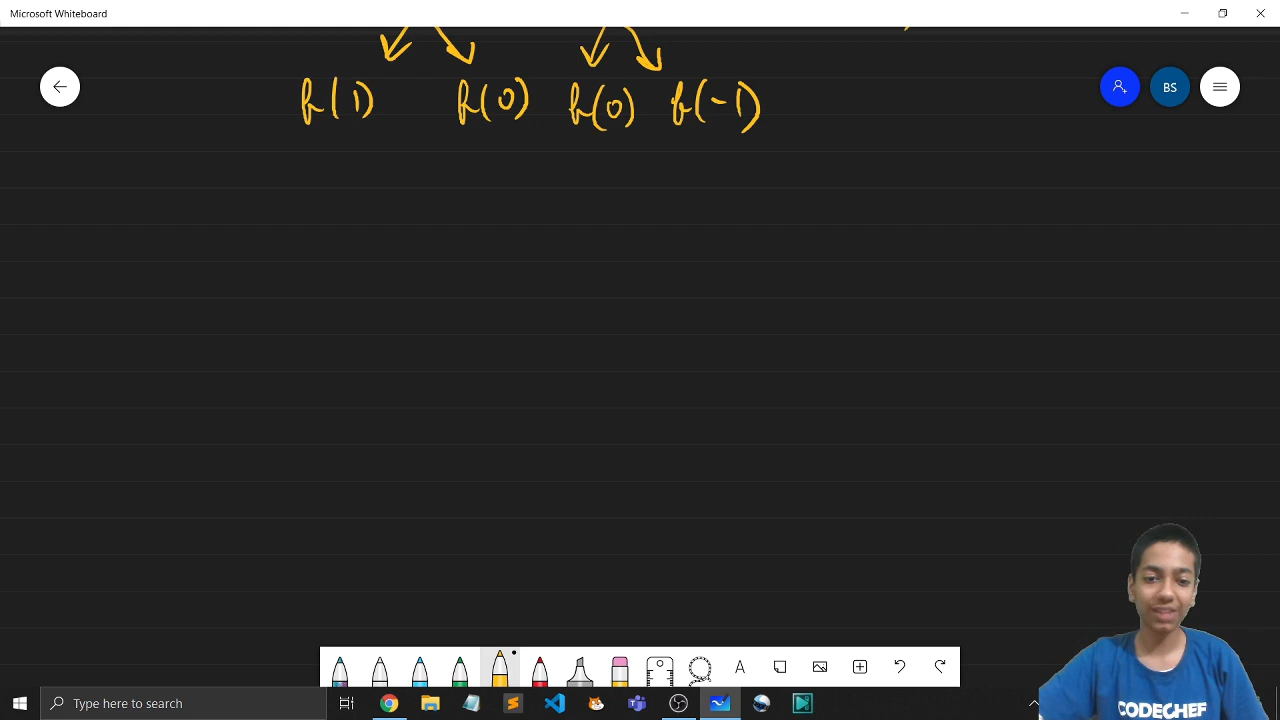 Microsoft Whiteboard
f(1) f(0) f(0) f(-1)
BS
A
Type here to search
CODECHEF